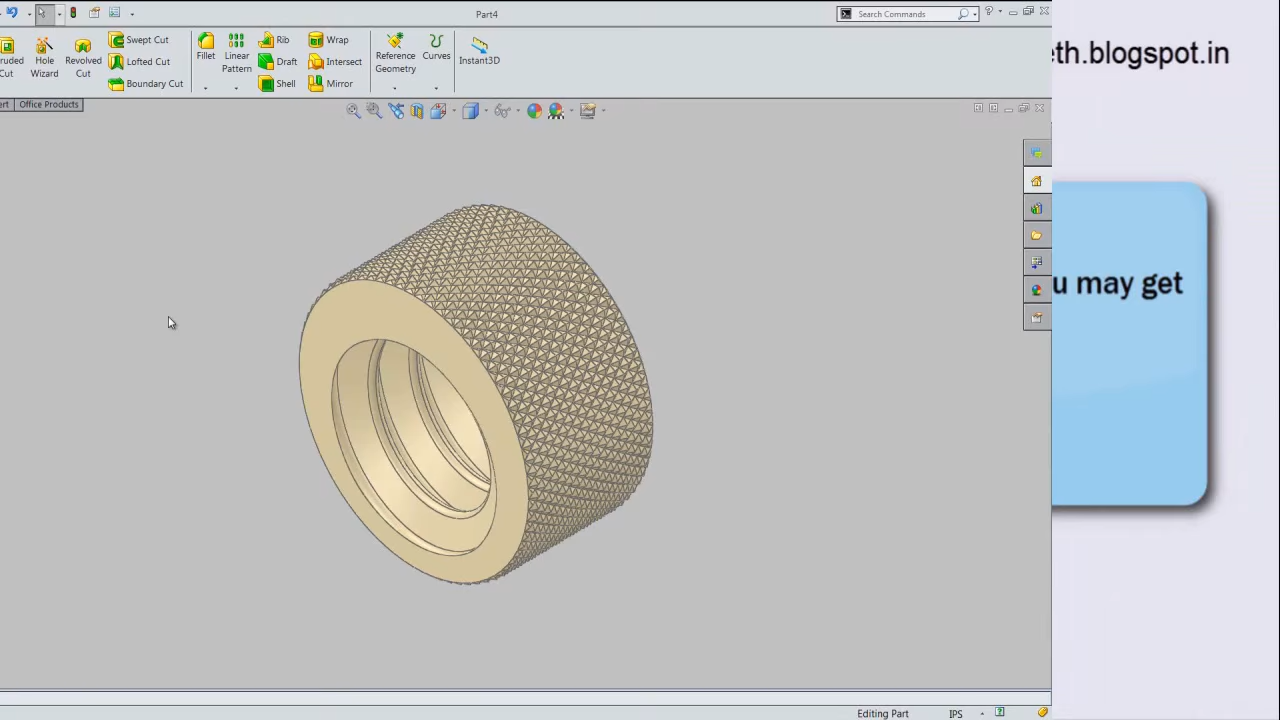 Part4
Search Commands
ruded Cut
Hole Wizard
Revolved Cut
Swept Cut
Lofted Cut
Boundary Cut
Fillet
Linear Pattern
Rib
Draft
Shell
Wrap
Intersect
Mirror
Reference Geometry
Curves
Instant3D
ert
Office Products
eth.blogspot.in
u may get
Editing Part
IPS